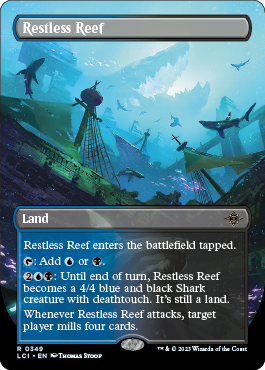 Restless Reef
Land
Restless Reef enters the battlefield tapped.
: Add or .
2: Until end of turn, Restless Reef
becomes a 4/4 blue and black Shark
creature with deathtouch. It's still a land.
Whenever Restless Reef attacks, target
player mills four cards.
R 0349
LCI • EN Thomas Stoop
™ & © 2023 Wizards of the Coast